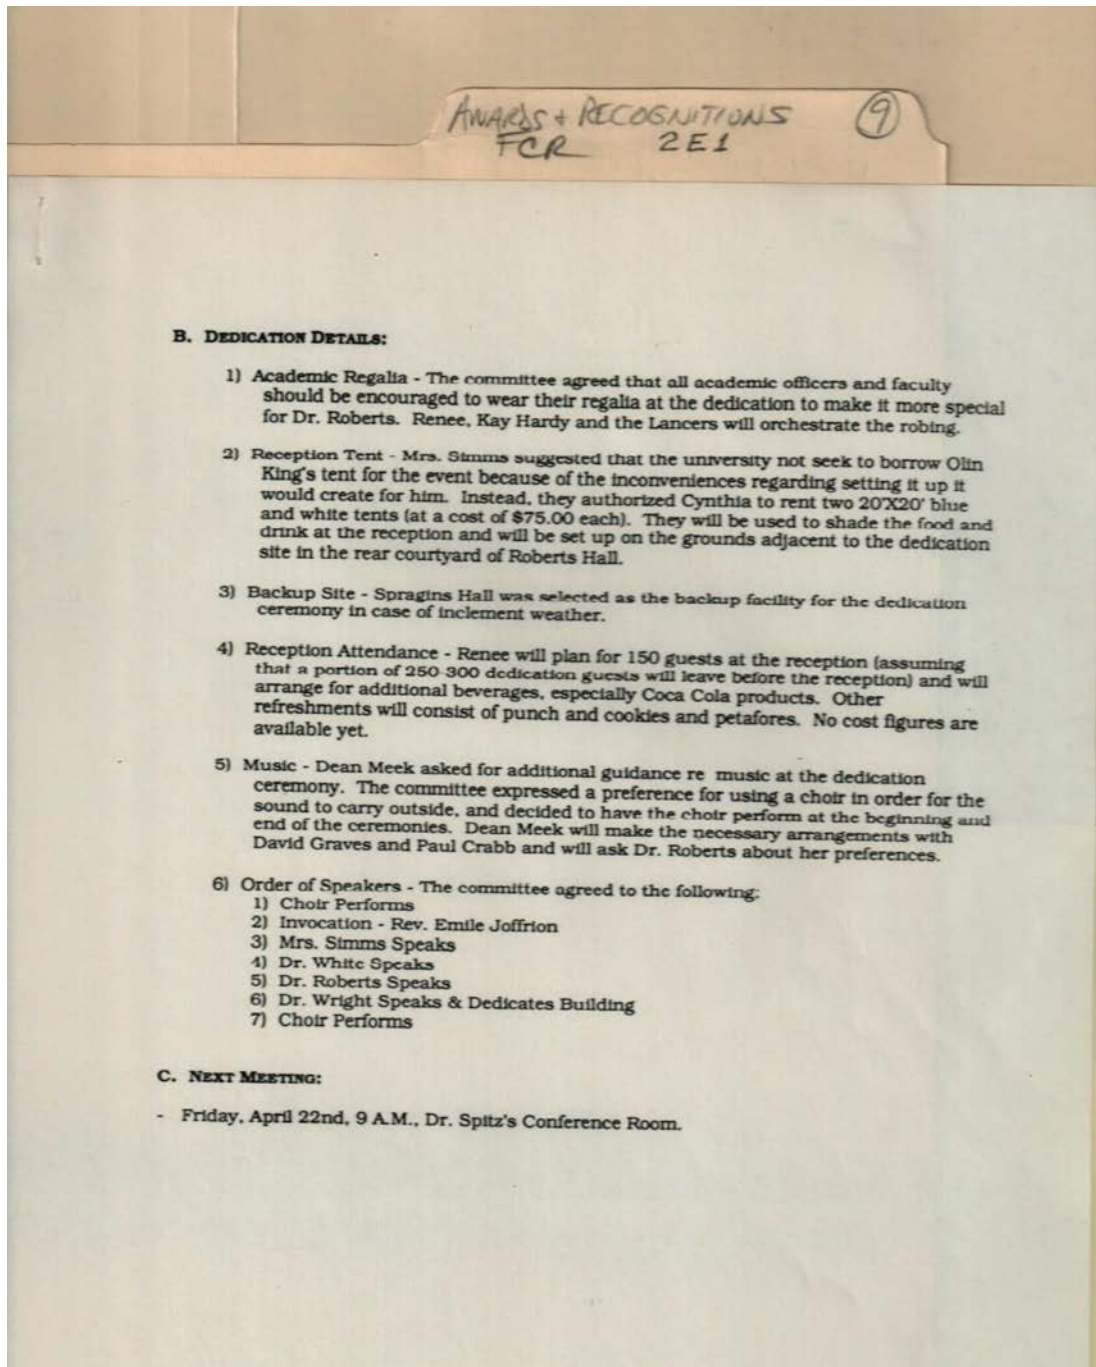 AWARDS + RECOGNITIONS 9
FCR 2E1
B. DEDICATION DETAILS:
1) Academic Regalia - The committee agreed that all academic officers and faculty
should be encouraged to wear their regalia at the dedication to make it more special
for Dr. Roberts. Renee, Kay Hardy and the Lancers will orchestrate the robing.
2) Reception Tent - Mrs. Simms suggested that the university not seek to borrow Olin
King's tent for the event because of the inconveniences regarding setting it up it
would create for him. Instead, they authorized Cynthia to rent two 20'X20' blue
and white tents (at a cost of $75.00 each). They will be used to shade the food and
drink at the reception and will be set up on the grounds adjacent to the dedication
site in the rear courtyard of Roberts Hall.
3) Backup Site - Spragins Hall was selected as the backup facility for the dedication
ceremony in case of inclement weather.
4) Reception Attendance - Renee will plan for 150 guests at the reception (assuming
that a portion of 250-300 dedication guests will leave before the reception) and will
arrange for additional beverages, especially Coca Cola products. Other
refreshments will consist of punch and cookies and petafores. No cost figures are
available yet.
5) Music - Dean Meek asked for additional guidance re music at the dedication
ceremony. The committee expressed a preference for using a choir in order for the
sound to carry outside, and decided to have the choir perform at the beginning and
end of the ceremonies. Dean Meek will make the necessary arrangements with
David Graves and Paul Crabb and will ask Dr. Roberts about her preferences.
6) Order of Speakers - The committee agreed to the following:
1) Choir Performs
2) Invocation - Rev. Emile Joffrion
3) Mrs. Simms Speaks
4) Dr. White Speaks
5) Dr. Roberts Speaks
6) Dr. Wright Speaks & Dedicates Building
7) Choir Performs
C. NEXT MEETING:
- Friday, April 22nd, 9 A.M., Dr. Spitz's Conference Room.